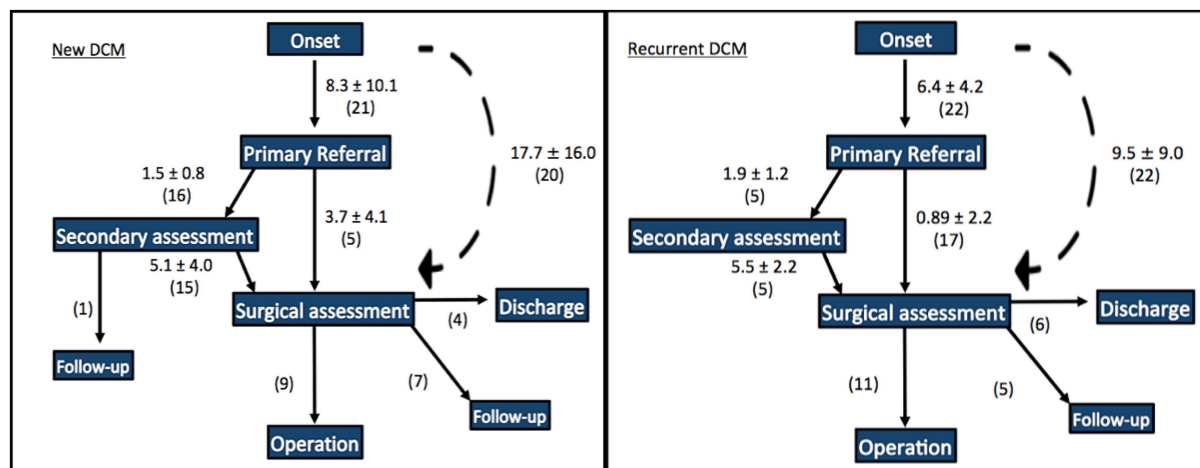 New DCM
Onset
8.3 ± 10.1
(21)
Primary Referral
17.7 ± 16.0
(20)
1.5 ± 0.8
(16)
3.7 ± 4.1
(5)
Secondary assessment
5.1 ± 4.0
(15)
(1)
Surgical assessment
(4)
Discharge
Follow-up
(9)
(7)
Follow-up
Operation
Recurrent DCM
Onset
6.4 ± 4.2
(22)
Primary Referral
9.5 ± 9.0
(22)
1.9 ± 1.2
(5)
0.89 ± 2.2
(17)
Secondary assessment
5.5 ± 2.2
(5)
Surgical assessment
(6)
Discharge
(11)
(5)
Follow-up
Operation